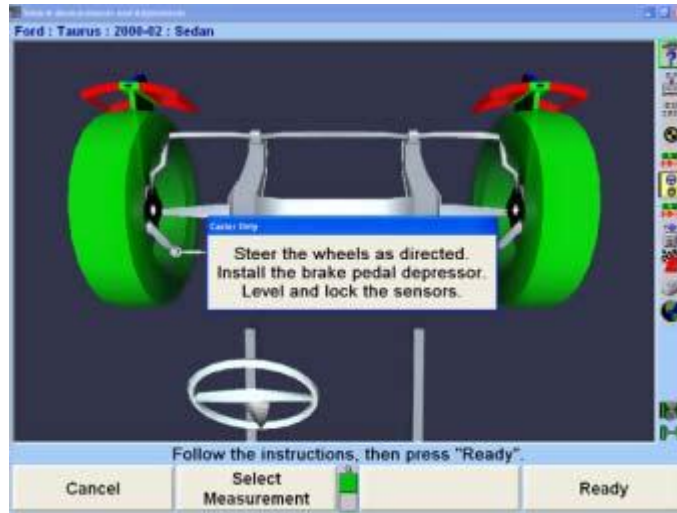 Ford : Taurus : 2000-02 : Sedan
Caster Only
Steer the wheels as directed.
Install the brake pedal depressor.
Level and lock the sensors.
Follow the instructions, then press "Ready".
Cancel
Select
Measurement
Ready